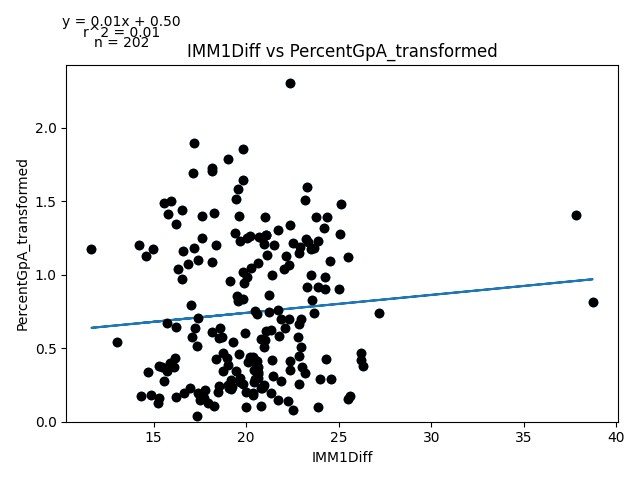 y = 0.01x + 0.50
r^2 = 0.01
n = 202
IMM1Diff vs PercentGpA_transformed
PercentGpA_transformed
2.0
1.5
1.0
0.5
0.0
15 20 25 30 35 40
IMM1Diff